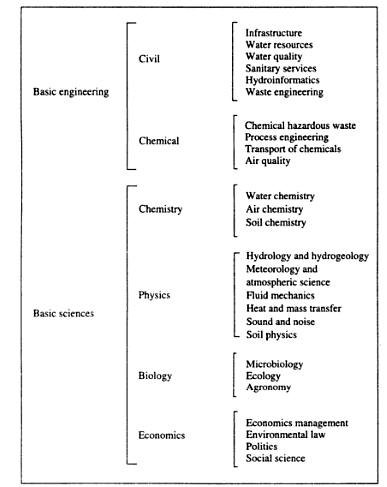 Basic engineering
Civil
Infrastructure
Water resources
Water quality
Sanitary services
Hydroinformatics
Waste engineering
Chemical
Chemical hazardous waste
Process engineering
Transport of chemicals
Air quality
Basic sciences
Chemistry
Water chemistry
Air chemistry
Soil chemistry
Physics
Hydrology and hydrogeology
Meteorology and
atmospheric science
Fluid mechanics
Heat and mass transfer
Sound and noise
Soil physics
Biology
Microbiology
Ecology
Agronomy
Economics
Economics management
Environmental law
Politics
Social science